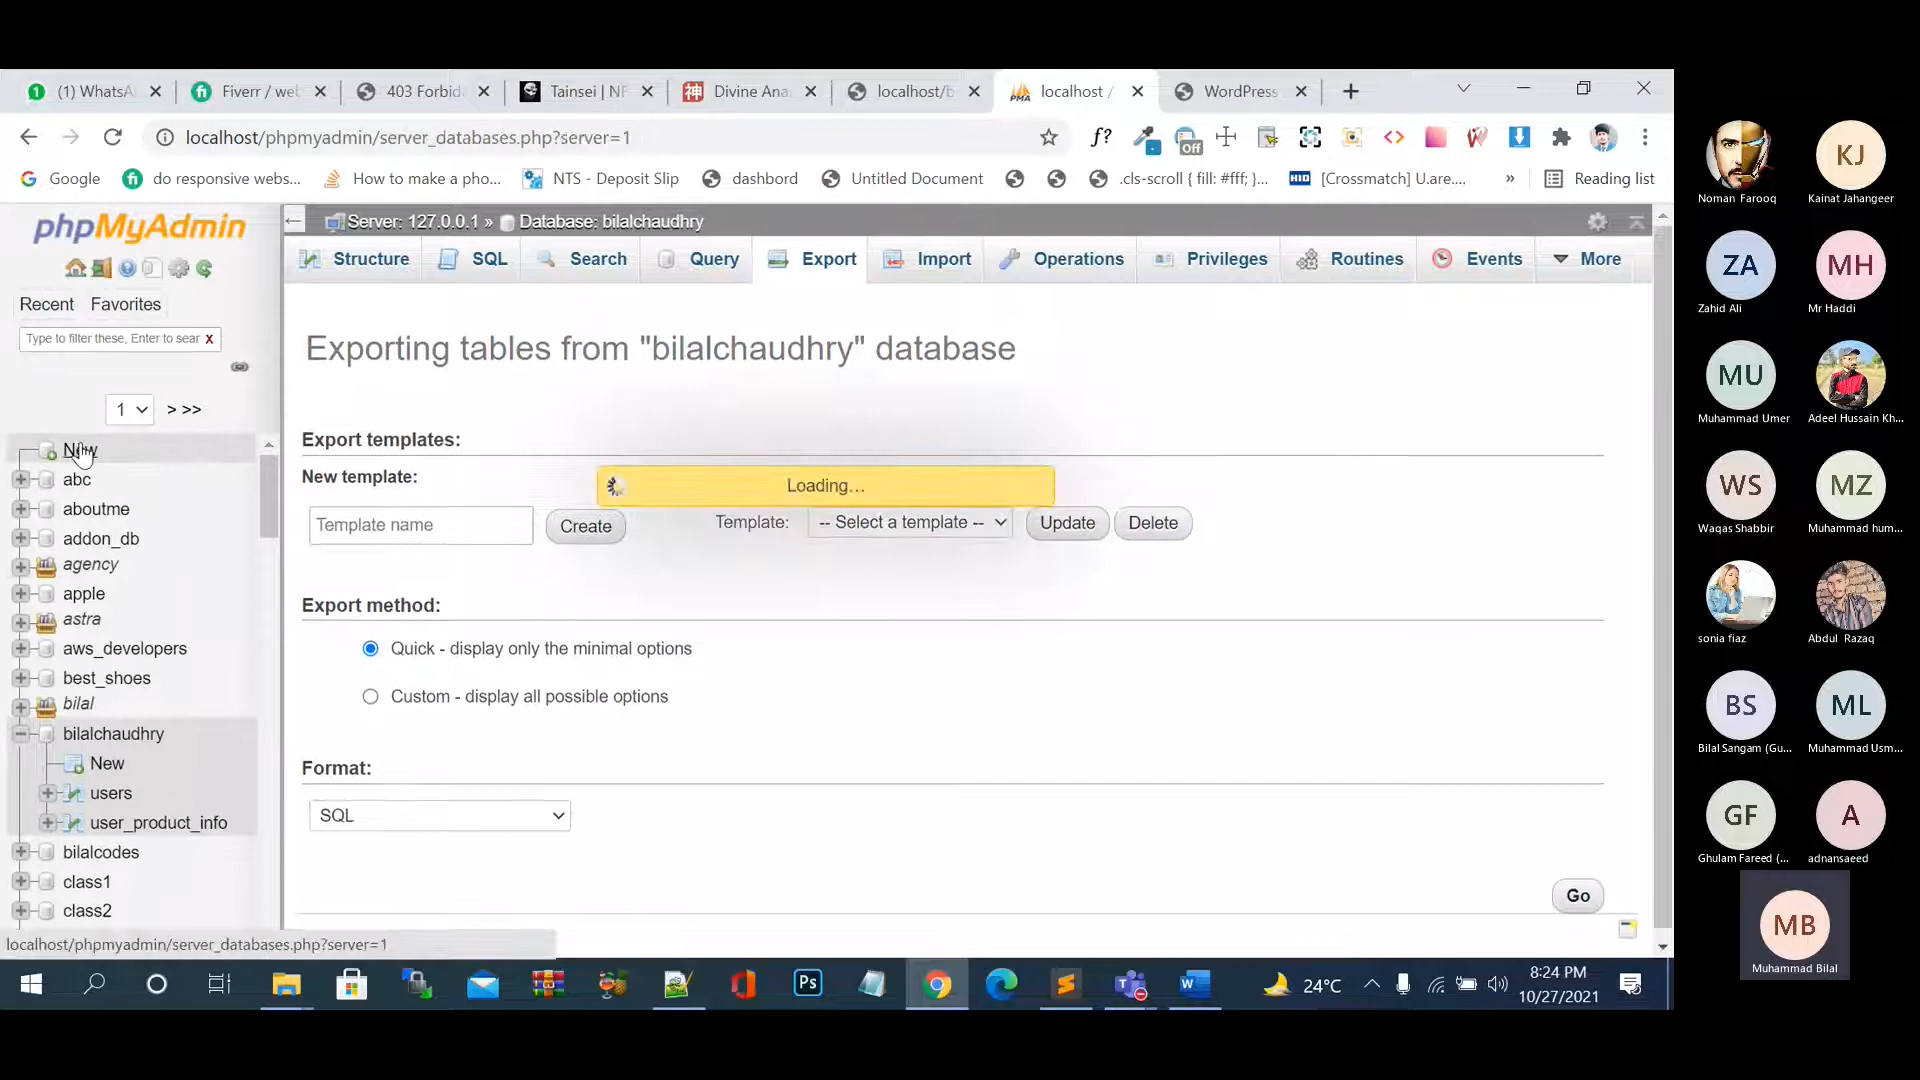 (1) WhatsA
Fiverr / web
403 Forbid
Tainsei | NF
Divine Ana
localhost/b
PMA
localhost /
WordPress
localhost/phpmyadmin/server_databases.php?server=1
f?
Off
W
Google
do responsive webs...
How to make a pho...
NTS - Deposit Slip
dashbord
Untitled Document
.cls-scroll { fill: #fff; }...
HID
[Crossmatch] U.are....
»
Reading list
phpMyAdmin
Recent Favorites
Type to filter these, Enter to sear X
1 > >>
New
abc
aboutme
addon_db
agency
apple
astra
aws_developers
best_shoes
bilal
bilalchaudhry
New
users
user_product_info
bilalcodes
class1
class2
localhost/phpmyadmin/server_databases.php?server=1
Server: 127.0.0.1 » Database: bilalchaudhry
Structure SQL Search Query Export Import Operations Privileges Routines Events More
Exporting tables from "bilalchaudhry" database
Export templates:
New template:
Loading...
Template name
Create
Template:
-- Select a template --
Update
Delete
Export method:
Quick - display only the minimal options
Custom - display all possible options
Format:
SQL
Go
Ps
24°C
8:24 PM
10/27/2021
Noman Farooq
KJ
Kainat Jahangeer
ZA
Zahid Ali
MH
Mr Haddi
MU
Muhammad Umer
Adeel Hussain Kh...
WS
Waqas Shabbir
MZ
Muhammad hum...
sonia fiaz
Abdul Razaq
BS
Bilal Sangam (Gu...
ML
Muhammad Usm...
GF
Ghulam Fareed (...
A
adnansaeed
MB
Muhammad Bilal